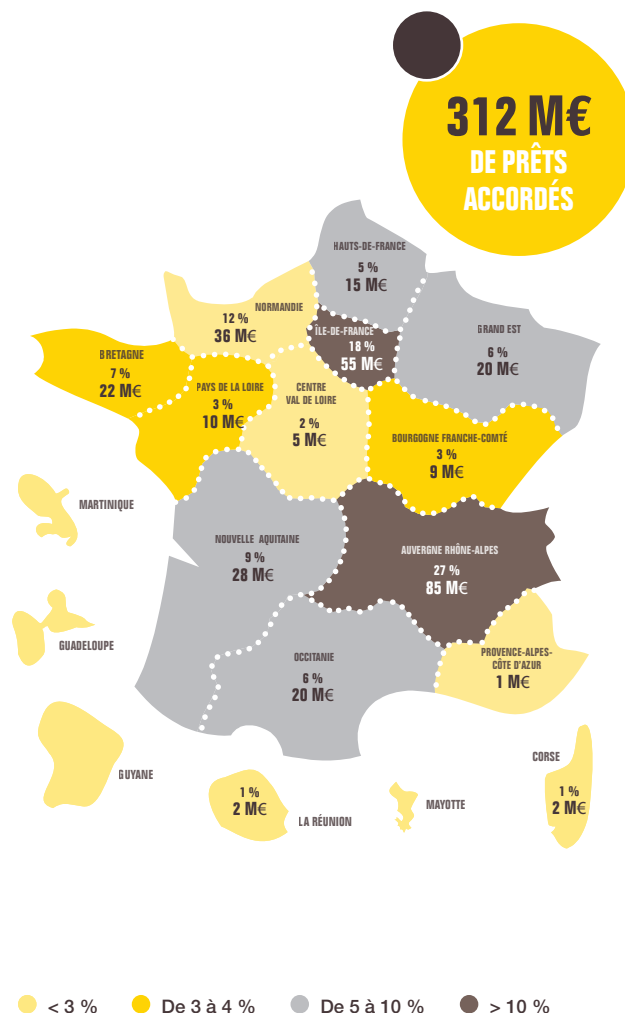 312 M€
DE PRÊTS
ACCORDÉS
HAUTS-DE-FRANCE
5 %
15 M€
NORMANDIE
12 %
36 M€
ÎLE-DE-FRANCE
18 %
55 M€
GRAND EST
6 %
20 M€
BRETAGNE
7 %
22 M€
PAYS DE LA LOIRE
3 %
10 M€
CENTRE
VAL DE LOIRE
2 %
5 M€
BOURGOGNE FRANCHE-COMTÉ
3 %
9 M€
MARTINIQUE
NOUVELLE AQUITAINE
9 %
28 M€
AUVERGNE RHÔNE-ALPES
27 %
85 M€
GUADELOUPE
OCCITANIE
6 %
20 M€
PROVENCE-ALPES-
CÔTE D'AZUR
1 M€
GUYANE
1 %
2 M€
LA RÉUNION
MAYOTTE
CORSE
1 %
2 M€
< 3 %
De 3 à 4 %
De 5 à 10 %
> 10 %